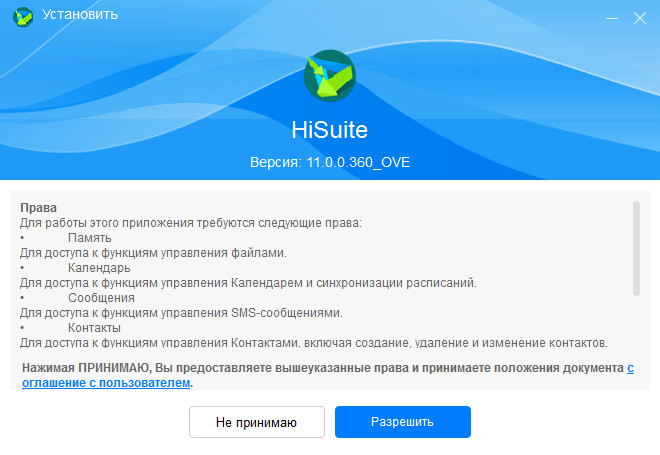 Установить
HiSuite
Версия: 11.0.0.360_OVE
Права
Для работы этого приложения требуются следующие права:
• Память
Для доступа к функциям управления файлами.
• Календарь
Для доступа к функциям управления Календарем и синхронизации расписаний.
• Сообщения
Для доступа к функциям управления SMS-сообщениями.
• Контакты
Для доступа к функциям управления Контактами, включая создание, удаление и изменение контактов.
Нажимая ПРИНИМАЮ, Вы предоставляете вышеуказанные права и принимаете положения документа с
оглашение с пользователем.
Не принимаю Разрешить